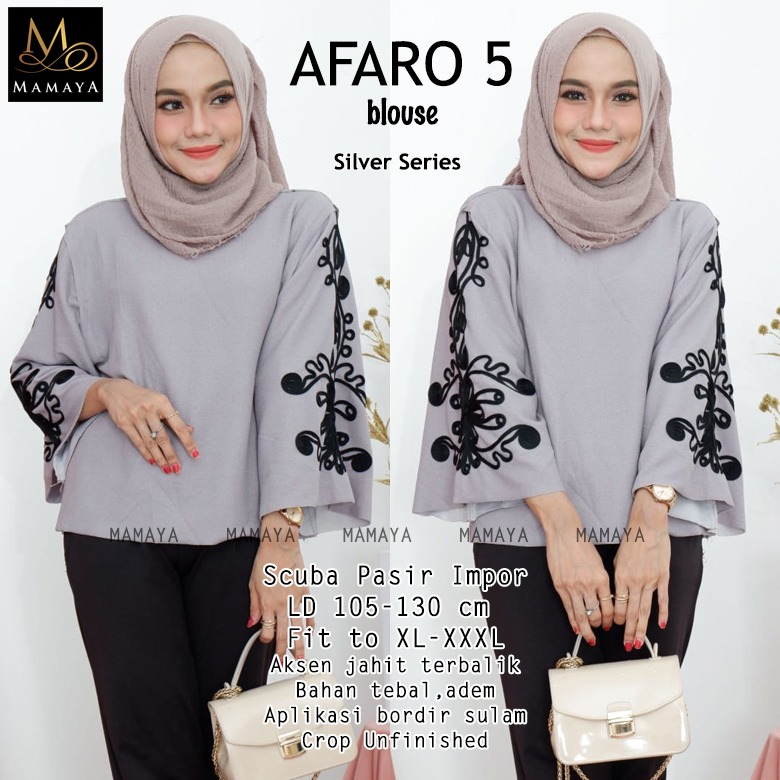 M
MAMAYA
AFARO 5
blouse
Silver Series
MAMAYA MAMAYA MAMAYA MAMAYA MAMAYA
Scuba Pasir Impor
LD 105-130 cm
Fit to XL-XXXL
Aksen jahit terbalik
Bahan tebal,adem
Aplikasi bordir sulam
Crop Unfinished